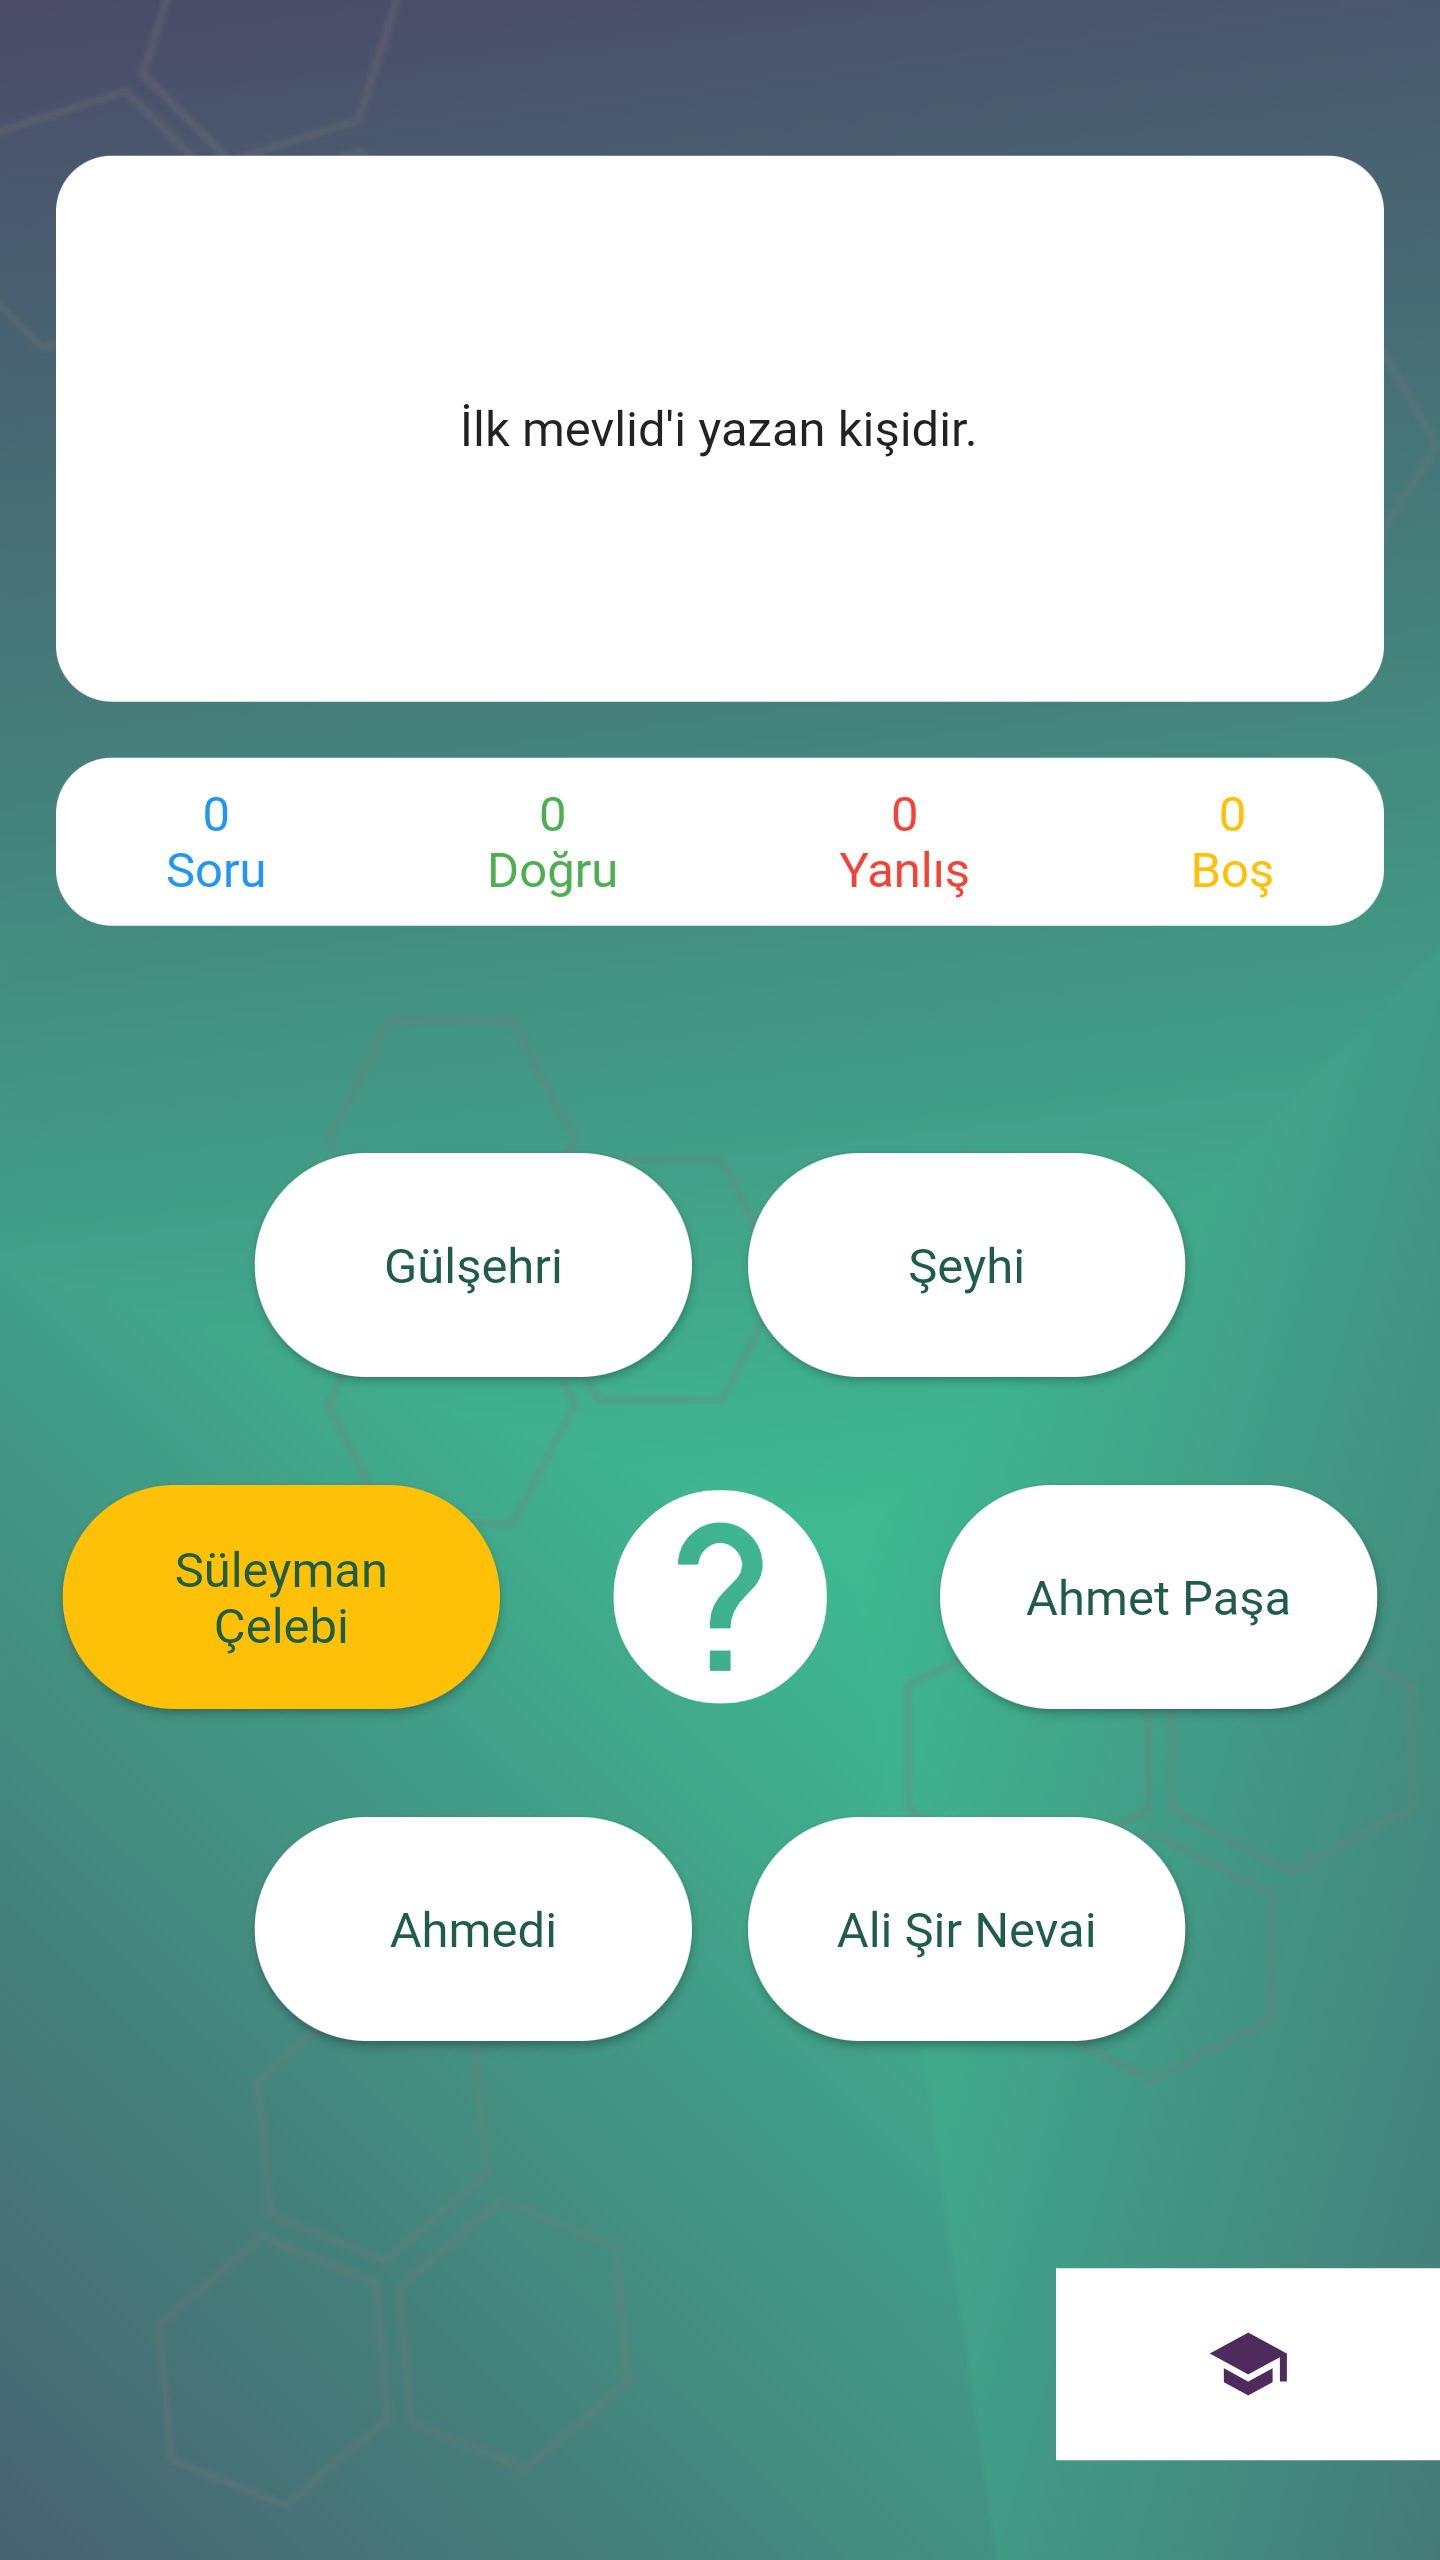 İlk mevlid'i yazan kişidir.
0 0 0 0
Soru Doğru Yanlış Boş
Gülşehri Şeyhi
Süleyman
Çelebi
?
Ahmet Paşa
Ahmedi Ali Şir Nevai